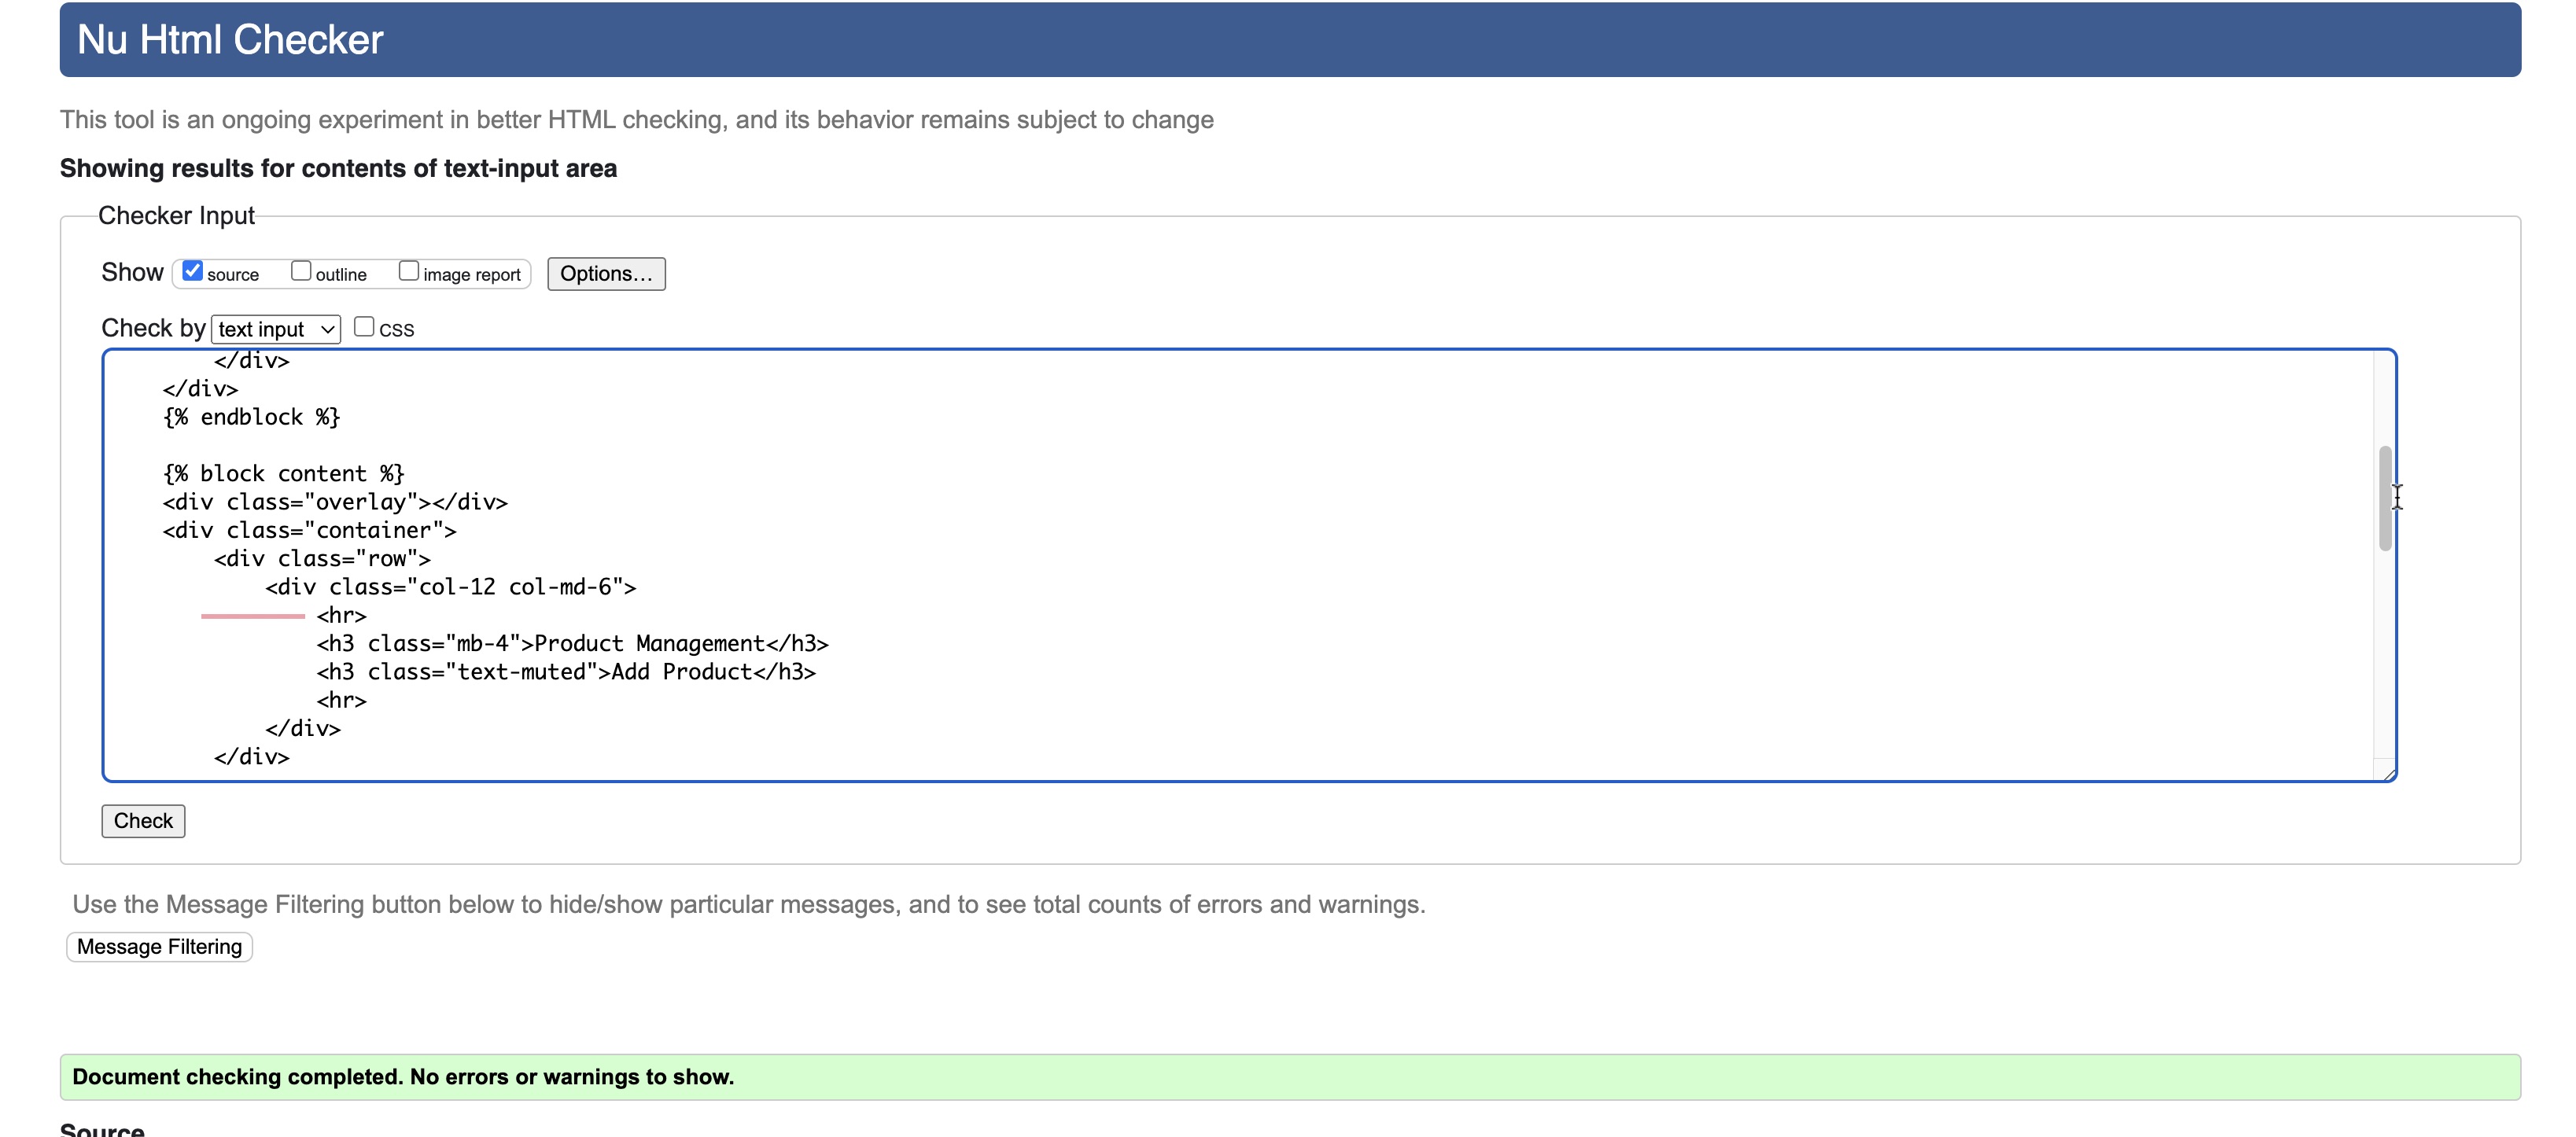 Nu Html Checker
This tool is an ongoing experiment in better HTML checking, and its behavior remains subject to change
Showing results for contents of text-input area
Checker Input
Show source outline image report Options...
Check by text input CSS
</div>
</div>
{% endblock %}
{% block content %}
<div class="overlay"></div>
<div class="container">
<div class="row">
<div class="col-12 col-md-6">
<hr>
<h3 class="mb-4">Product Management</h3>
<h3 class="text-muted">Add Product</h3>
<hr>
</div>
</div>
Check
Use the Message Filtering button below to hide/show particular messages, and to see total counts of errors and warnings.
Message Filtering
Document checking completed. No errors or warnings to show.
Source